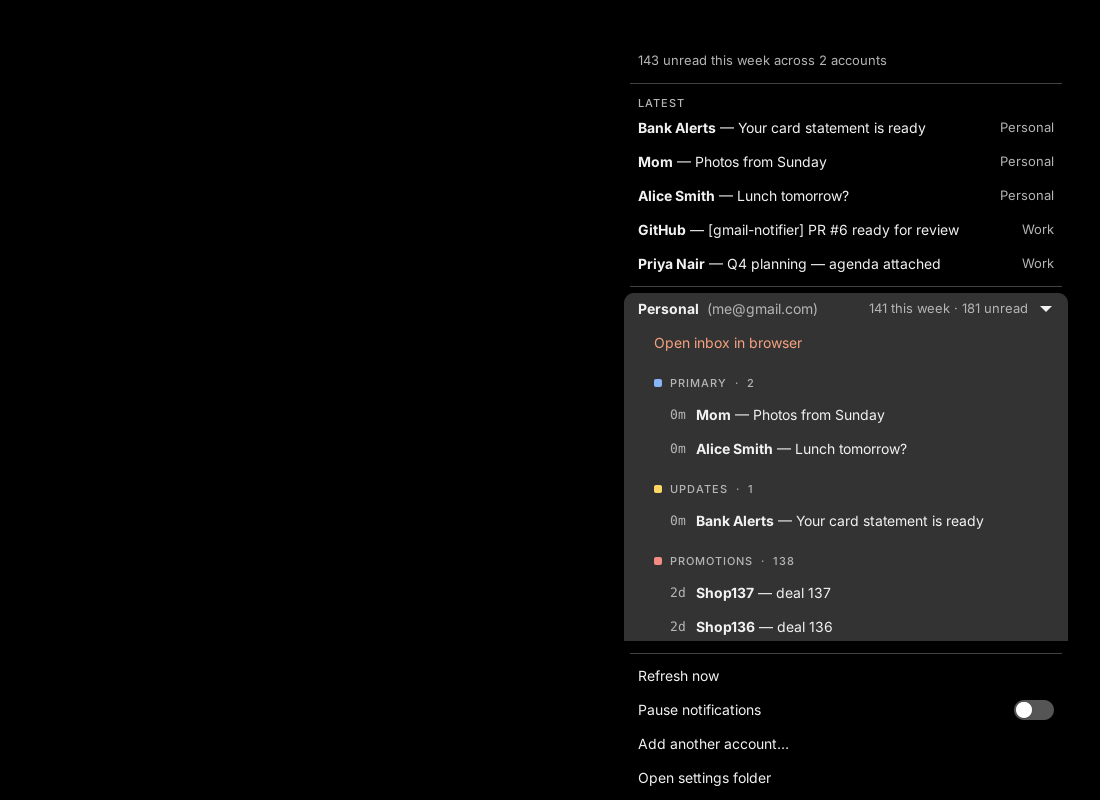 143 unread this week across 2 accounts
LATEST
Bank Alerts — Your card statement is ready Personal
Mom — Photos from Sunday Personal
Alice Smith — Lunch tomorrow? Personal
GitHub — [gmail-notifier] PR #6 ready for review Work
Priya Nair — Q4 planning — agenda attached Work
Personal (me@gmail.com) 141 this week · 181 unread
Open inbox in browser
PRIMARY · 2
0m Mom — Photos from Sunday
0m Alice Smith — Lunch tomorrow?
UPDATES · 1
0m Bank Alerts — Your card statement is ready
PROMOTIONS · 138
2d Shop137 — deal 137
2d Shop136 — deal 136
Refresh now
Pause notifications
Add another account…
Open settings folder